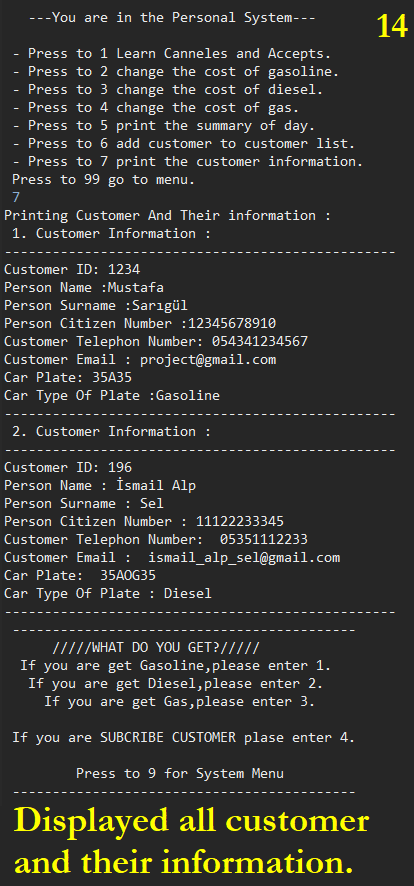 ---You are in the Personal System---
14
- Press to 1 Learn Canneles and Accepts.
- Press to 2 change the cost of gasoline.
- Press to 3 change the cost of diesel.
- Press to 4 change the cost of gas.
- Press to 5 print the summary of day.
- Press to 6 add customer to customer list.
- Press to 7 print the customer information.
Press to 99 go to menu.
7
Printing Customer And Their information :
1. Customer Information :
-------------------------------------------------
Customer ID: 1234
Person Name :Mustafa
Person Surname :Sarıgül
Person Citizen Number :12345678910
Customer Telephon Number: 054341234567
Customer Email : project@gmail.com
Car Plate: 35A35
Car Type Of Plate :Gasoline
-------------------------------------------------
2. Customer Information :
-------------------------------------------------
Customer ID: 196
Person Name : İsmail Alp
Person Surname : Sel
Person Citizen Number : 11122233345
Customer Telephon Number:  05351112233
Customer Email :  ismail_alp_sel@gmail.com
Car Plate:  35AOG35
Car Type Of Plate : Diesel
-------------------------------------------------
-------------------------------------------
/////WHAT DO YOU GET?/////
If you are get Gasoline,please enter 1.
If you are get Diesel,please enter 2.
If you are get Gas,please enter 3.
If you are SUBCRIBE CUSTOMER plase enter 4.
Press to 9 for System Menu
-------------------------------------------
Displayed all customer
and their information.